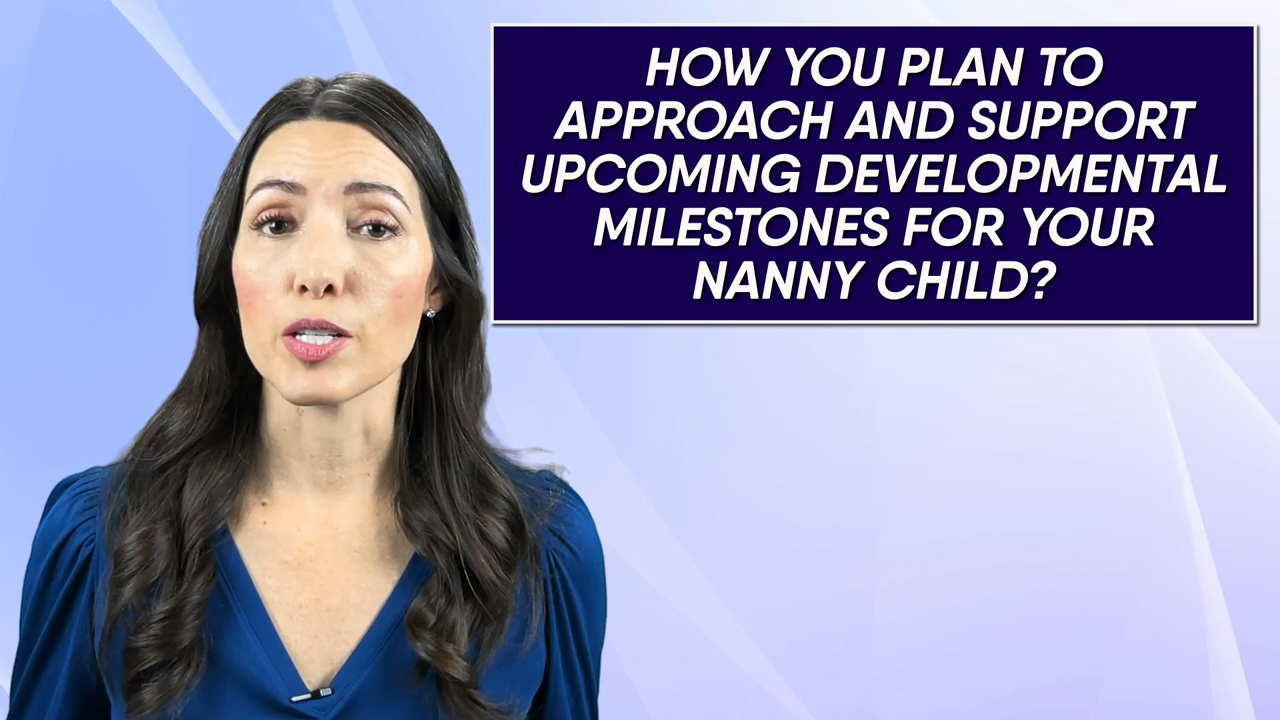 HOW YOU PLAN TO
APPROACH AND SUPPORT
UPCOMING DEVELOPMENTAL
MILESTONES FOR YOUR
NANNY CHILD?